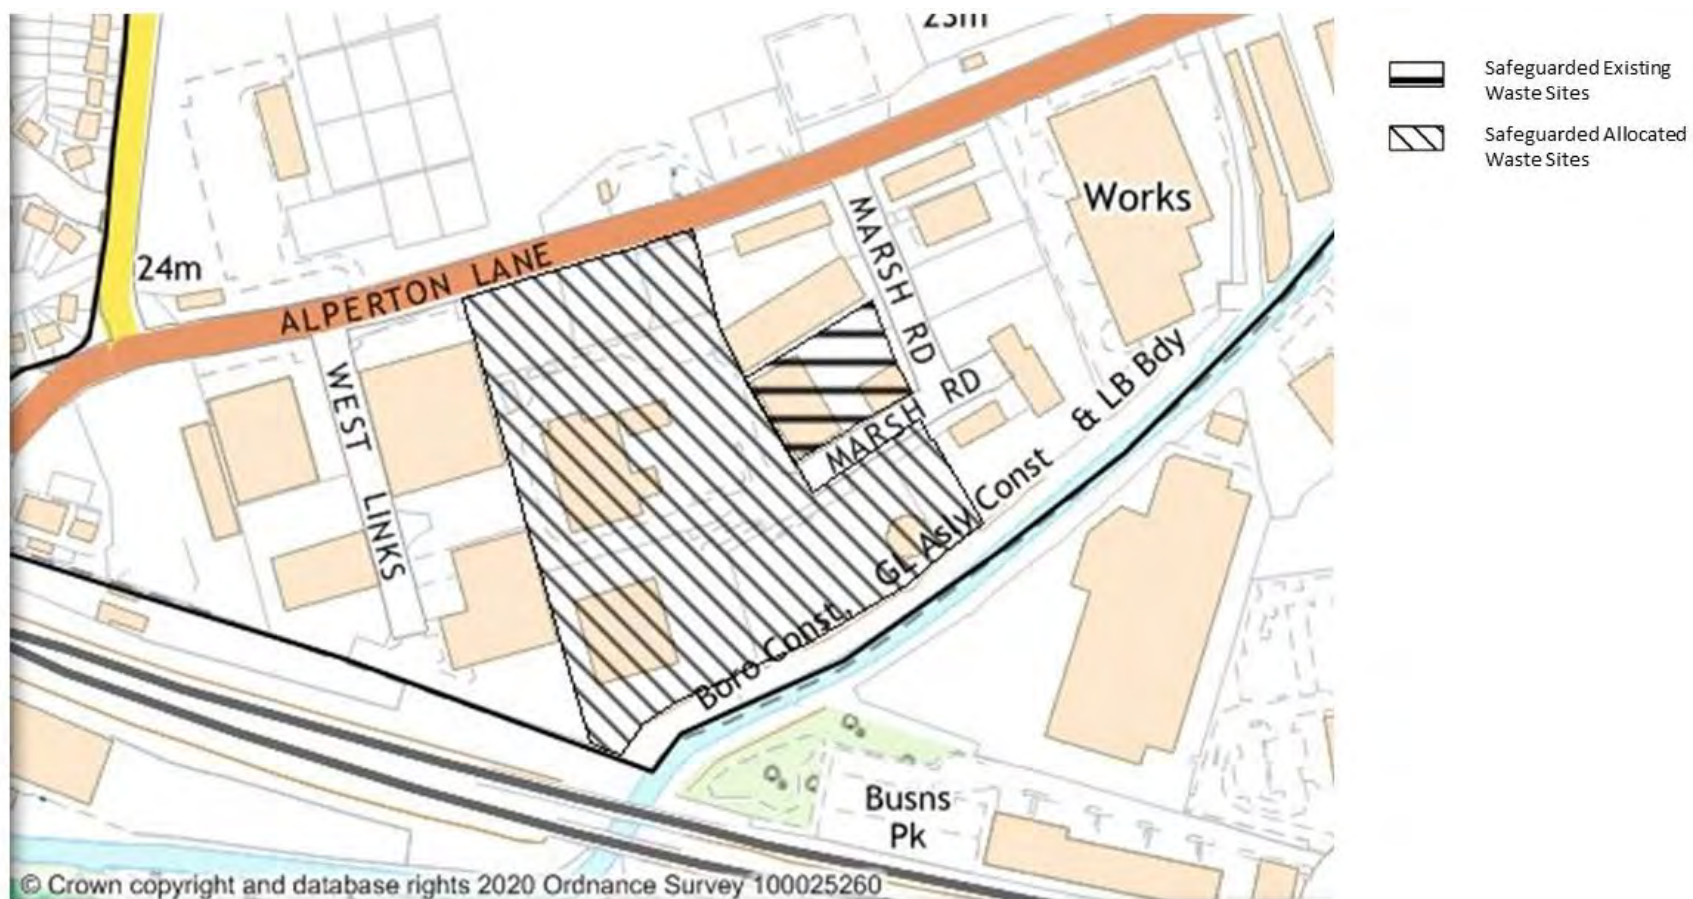 23m
Safeguarded Existing
Waste Sites
Safeguarded Allocated
Waste Sites
Works
MARSH RD
24m
ALPERTON LANE
WEST LINKS
MARSH RD
Boro Const, GL Asly Const & LB Bdy
Busns
Pk
© Crown copyright and database rights 2020 Ordnance Survey 100025260